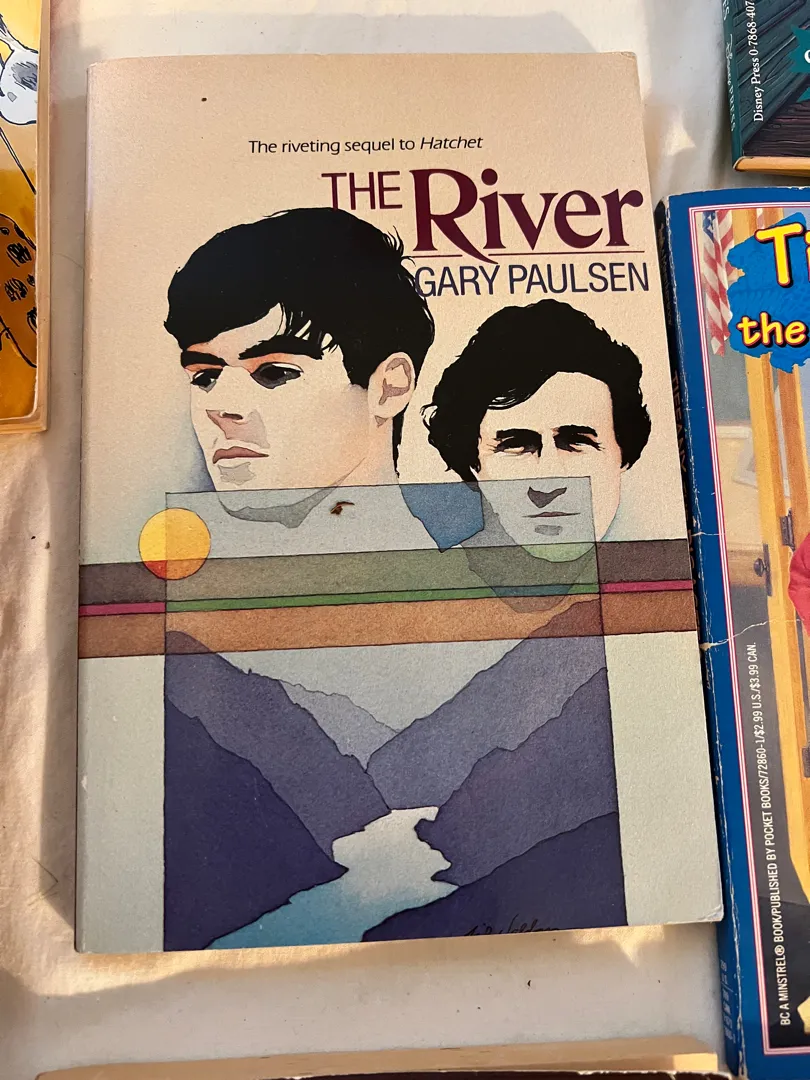 The riveting sequel to Hatchet
THE River
GARY PAULSEN
Disney Press 0-7868-407
the
BC A MINSTREL® BOOK/PUBLISHED BY POCKET BOOKS/72860-1/$2.99 U.S./$3.99 CAN.